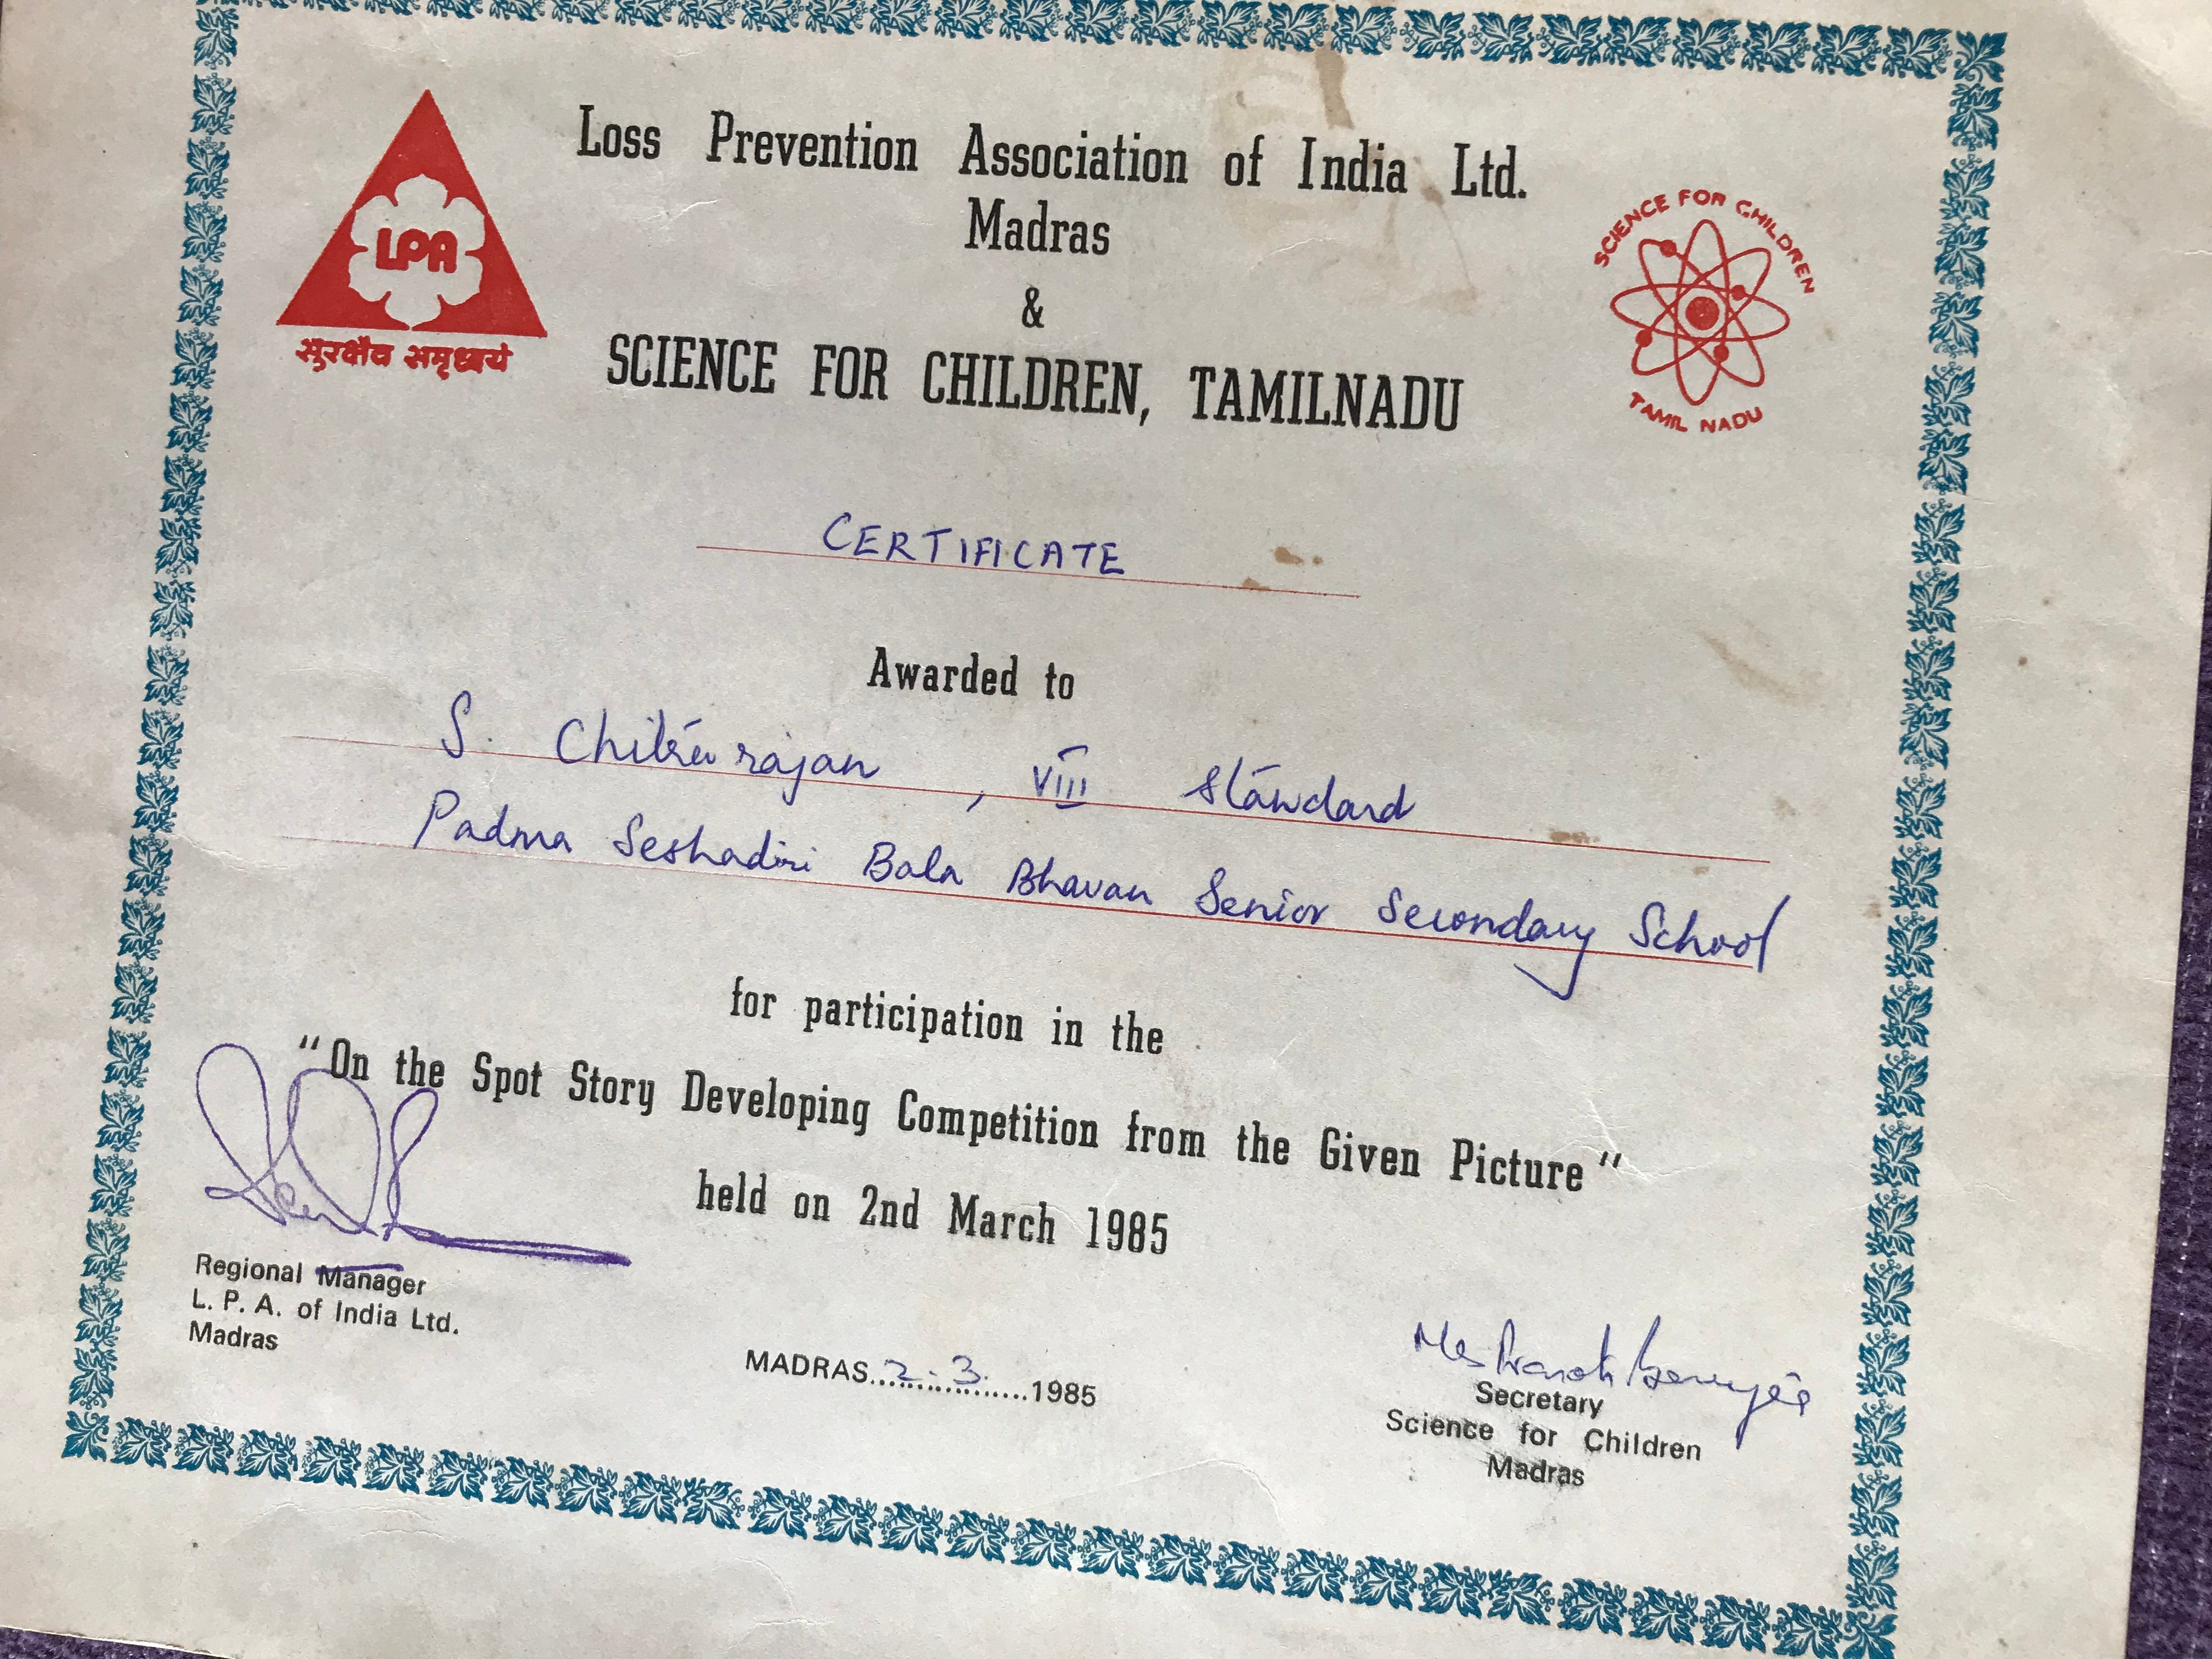 Loss Prevention Association of India Ltd.
Madras
&
SCIENCE FOR CHILDREN, TAMILNADU
LPA
सुरक्षैव समृध्दये
SCIENCE FOR CHILDREN
TAMIL NADU
CERTIFICATE
Awarded to
S. Chitrarajan, VIII Standard
Padma Seshadiri Bala Bhavan Senior Secondary School
for participation in the
"On the Spot Story Developing Competition from the Given Picture"
held on 2nd March 1985
Regional Manager
L. P. A. of India Ltd.
Madras
MADRAS..2.-3.......1985
Secretary
Science for Children
Madras